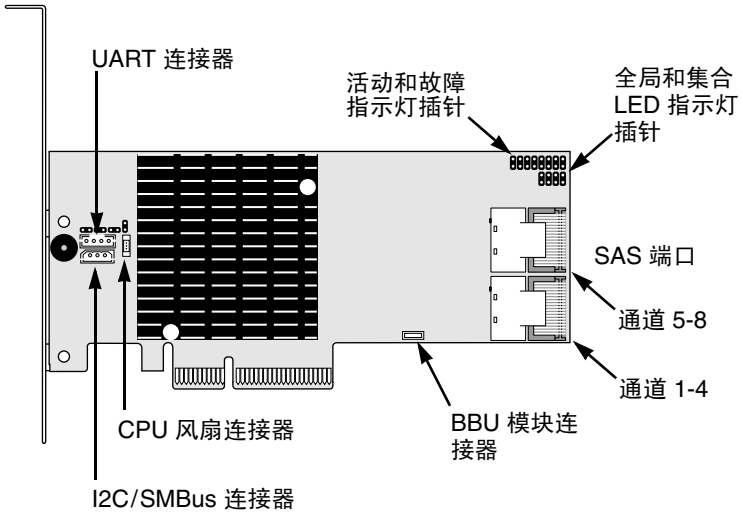 UART 连接器
活动和故障
指示灯插针
全局和集合
LED 指示灯
插针
SAS 端口
通道 5-8
通道 1-4
BBU 模块连
接器
CPU 风扇连接器
I2C/SMBus 连接器